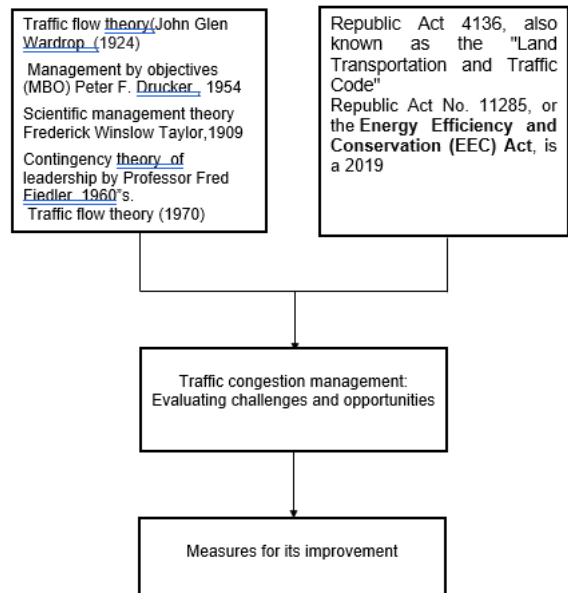 Traffic flow theory(John Glen
Wardrop (1924)
Management by objectives
(MBO) Peter F. Drucker, 1954
Scientific management theory
Frederick Winslow Taylor,1909
Contingency theory of
leadership by Professor Fred
Fiedler 1960"s.
Traffic flow theory (1970)
Republic Act 4136, also
known as the "Land
Transportation and Traffic
Code"
Republic Act No. 11285, or
the Energy Efficiency and
Conservation (EEC) Act, is
a 2019
Traffic congestion management:
Evaluating challenges and opportunities
Measures for its improvement